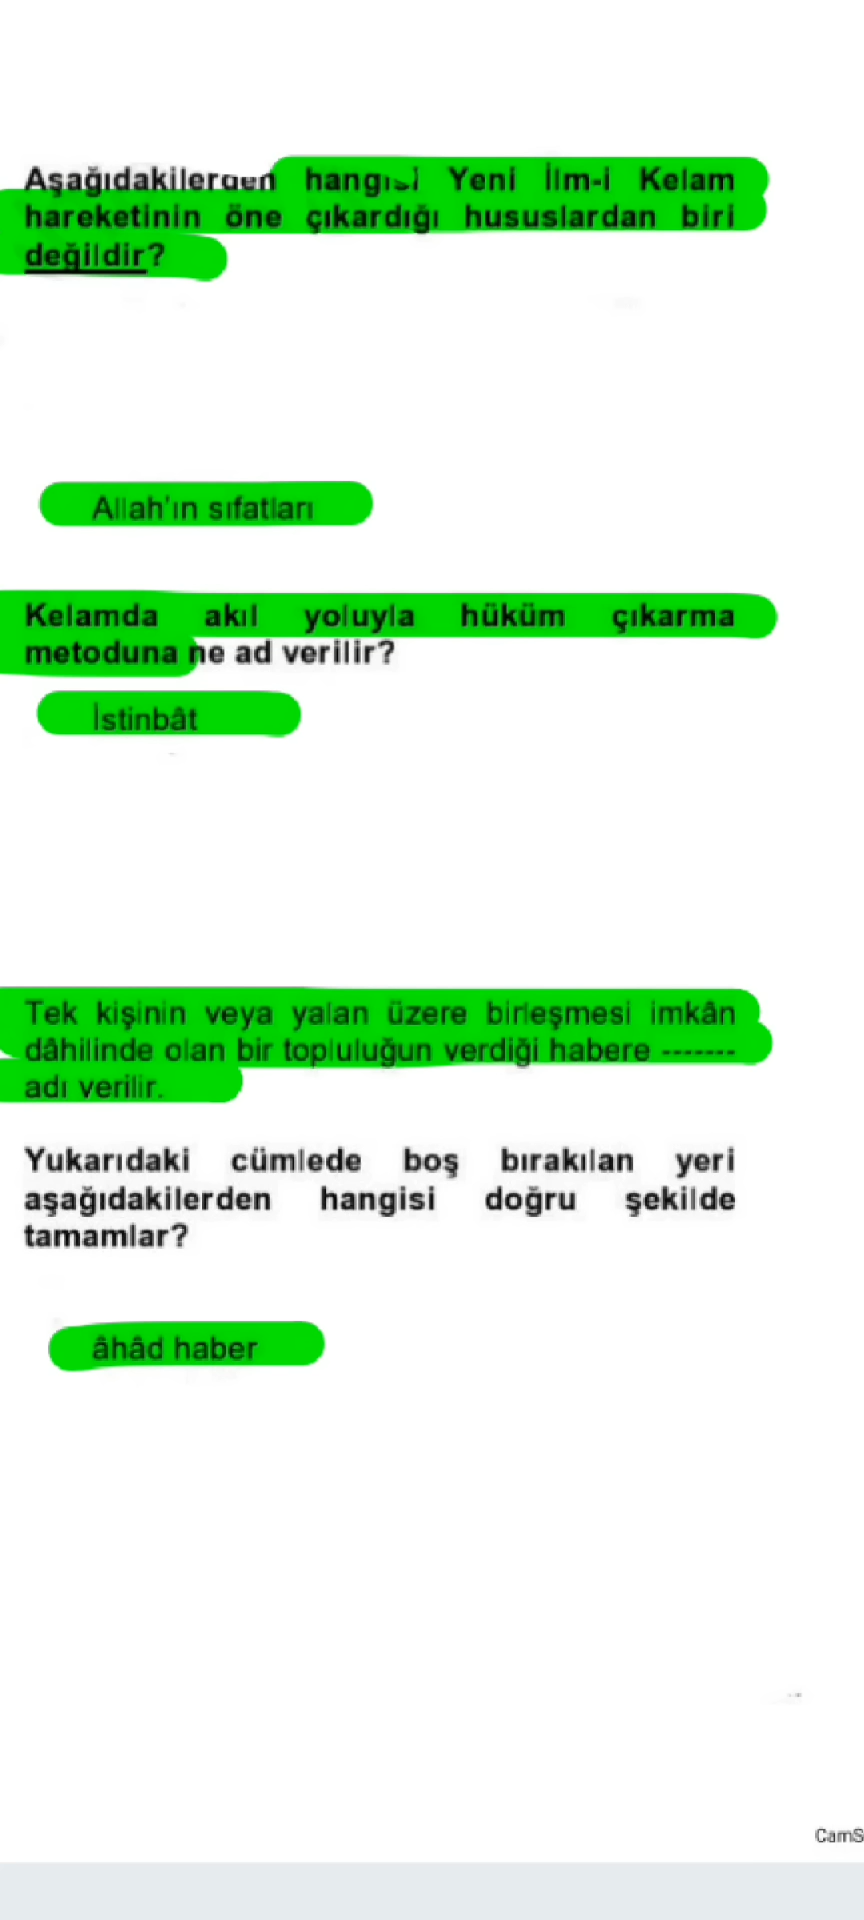 Aşağıdakilerden hangisi Yeni İlm-i Kelam
hareketinin öne çıkardığı hususlardan biri
değildir?
Allah'ın sıfatları
Kelamda akıl yoluyla hüküm çıkarma
metoduna ne ad verilir?
İstinbât
Tek kişinin veya yalan üzere birleşmesi imkân
dâhilinde olan bir topluluğun verdiği habere -------
adı verilir.
Yukarıdaki cümlede boş bırakılan yeri
aşağıdakilerden hangisi doğru şekilde
tamamlar?
âhâd haber
CamS